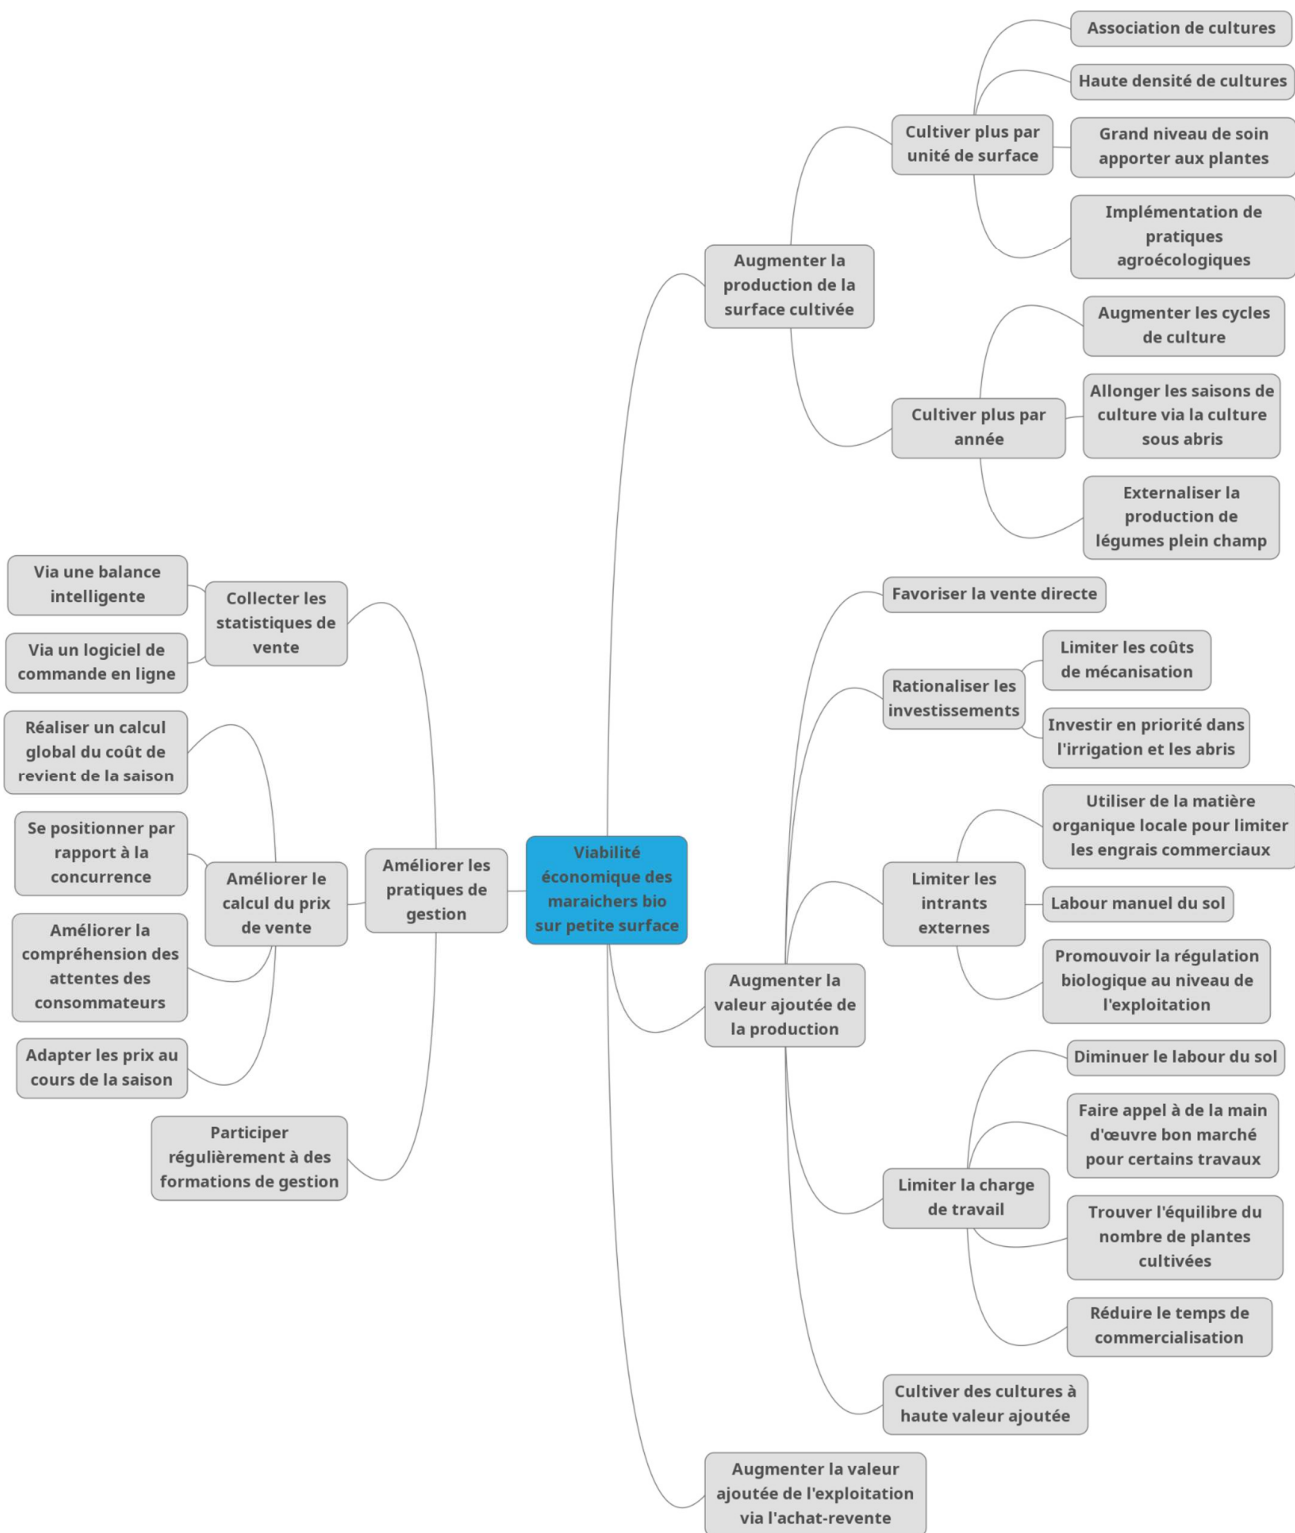 Viabilité
économique des
maraichers bio
sur petite surface
Augmenter la
production de la
surface cultivée
Cultiver plus par
unité de surface
Association de cultures
Haute densité de cultures
Grand niveau de soin
apporter aux plantes
Implémentation de
pratiques
agroécologiques
Cultiver plus par
année
Augmenter les cycles
de culture
Allonger les saisons de
culture via la culture
sous abris
Externaliser la
production de
légumes plein champ
Augmenter la
valeur ajoutée de
la production
Favoriser la vente directe
Rationaliser les
investissements
Limiter les coûts
de mécanisation
Investir en priorité dans
l'irrigation et les abris
Limiter les
intrants
externes
Utiliser de la matière
organique locale pour limiter
les engrais commerciaux
Labour manuel du sol
Promouvoir la régulation
biologique au niveau de
l'exploitation
Limiter la charge
de travail
Diminuer le labour du sol
Faire appel à de la main
d'œuvre bon marché
pour certains travaux
Trouver l'équilibre du
nombre de plantes
cultivées
Réduire le temps de
commercialisation
Cultiver des cultures à
haute valeur ajoutée
Augmenter la valeur
ajoutée de l'exploitation
via l'achat-revente
Améliorer les
pratiques de
gestion
Collecter les
statistiques de
vente
Via une balance
intelligente
Via un logiciel de
commande en ligne
Améliorer le
calcul du prix
de vente
Réaliser un calcul
global du coût de
revient de la saison
Se positionner par
rapport à la
concurrence
Améliorer la
compréhension des
attentes des
consommateurs
Adapter les prix au
cours de la saison
Participer
régulièrement à des
formations de gestion